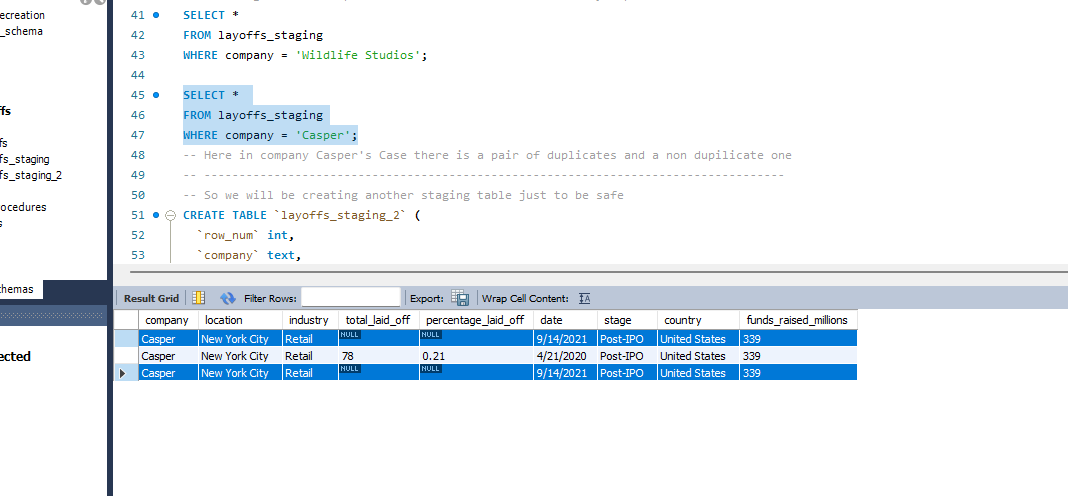 ecreation
_schema
ffs
fs
fs_staging
fs_staging_2
ocedures
s
hemas
ected
41 SELECT *
42 FROM layoffs_staging
43 WHERE company = 'Wildlife Studios';
44
45 SELECT *
46 FROM layoffs_staging
47 WHERE company = 'Casper';
48 -- Here in company Casper's Case there is a pair of duplicates and a non dupilicate one
49 -- -----------------------------------------------------------------------------------
50 -- So we will be creating another staging table just to be safe
51 CREATE TABLE `layoffs_staging_2` (
52 `row_num` int,
53 `company` text,
Result Grid Filter Rows: Export: Wrap Cell Content:
company location industry total_laid_off percentage_laid_off date stage country funds_raised_millions
Casper New York City Retail NULL NULL 9/14/2021 Post-IPO United States 339
Casper New York City Retail 78 0.21 4/21/2020 Post-IPO United States 339
Casper New York City Retail NULL NULL 9/14/2021 Post-IPO United States 339